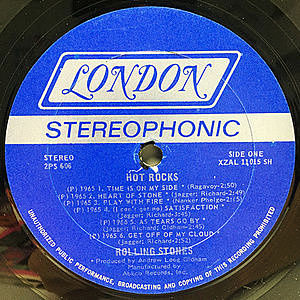 LONDON
STEREOPHONIC
STEREO
2PS 606
SIDE ONE
XZAL 11015 SH
HOT ROCKS
(P) 1965 1. TIME IS ON MY SIDE * (Ragavoy-2:50)
(P) 1965 2. HEART OF STONE * (Jagger; Richard-2:49)
(P) 1965 3. PLAY WITH FIRE * (Nanker Phelge-2:11)
(P) 1965 4. (I can't get no) SATISFACTION *
(Jagger; Richard-3:45)
(P) 1965 5. AS TEARS GO BY *
(Jagger; Richard; Oldham-2:42)
(P) 1965 6. GET OFF OF MY CLOUD *
(Jagger; Richard-2:52)
ROLLING STONES
Produced by Andrew Loog Oldham
Manufactured by
Abkco Records, Inc.
UNAUTHORIZED PUBLIC PERFORMANCE, BROADCASTING AND COPYING OF THIS RECORDING PROHIBITED